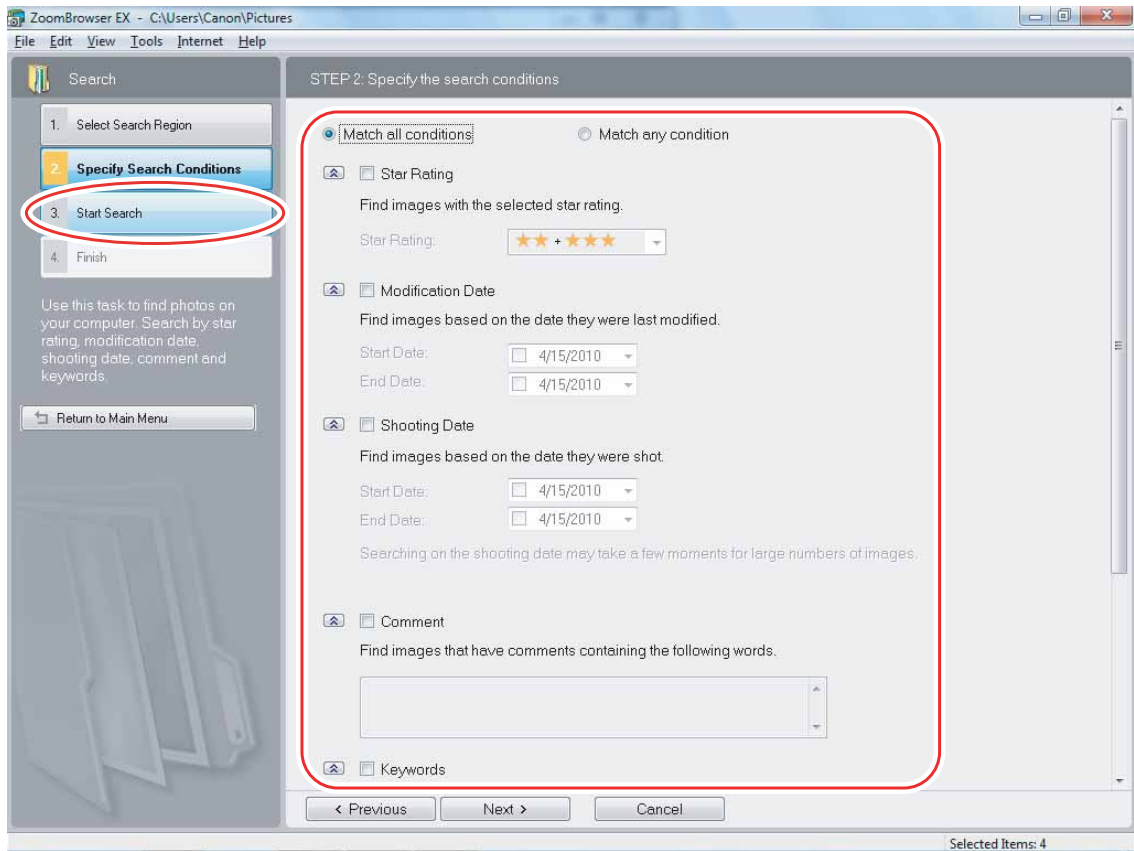 ZoomBrowser EX - C:\Users\Canon\Pictures
File Edit View Tools Internet Help
Search
1. Select Search Region
2. Specify Search Conditions
3. Start Search
4. Finish
Use this task to find photos on
your computer. Search by star
rating, modification date,
shooting date, comment and
keywords.
Return to Main Menu
STEP 2: Specify the search conditions
Match all conditions Match any condition
Star Rating
Find images with the selected star rating.
Star Rating: ★★ + ★★★
Modification Date
Find images based on the date they were last modified.
Start Date: 4/15/2010
End Date: 4/15/2010
Shooting Date
Find images based on the date they were shot.
Start Date: 4/15/2010
End Date: 4/15/2010
Searching on the shooting date may take a few moments for large numbers of images.
Comment
Find images that have comments containing the following words.
Keywords
< Previous Next > Cancel
Selected Items: 4